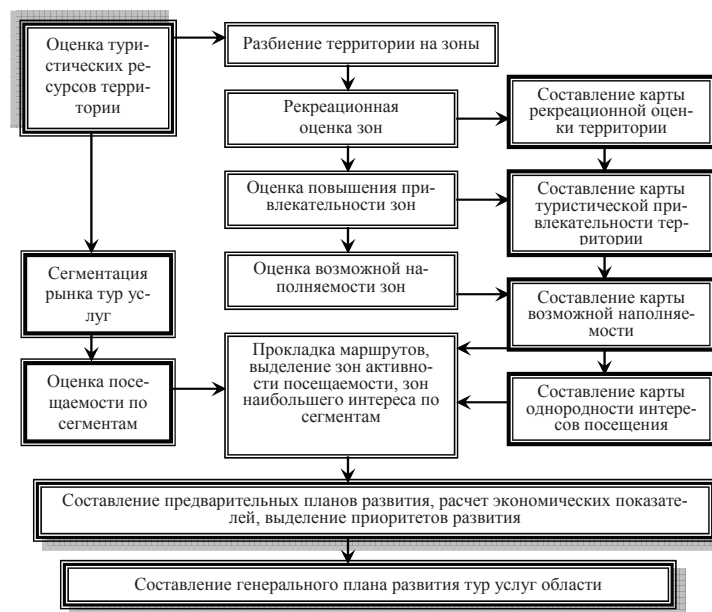 Оценка тури-
стических ре-
сурсов терри-
тории
Разбиение территории на зоны
Рекреационная
оценка зон
Составление карты
рекреационной оцен-
ки территории
Оценка повышения при-
влекательности зон
Составление карты
туристической при-
влекательности тер-
ритории
Оценка возможной на-
полняемости зон
Сегментация
рынка тур ус-
луг
Составление карты
возможной наполняе-
мости
Прокладка маршрутов,
выделение зон активно-
сти посещаемости, зон
наибольшего интереса по
сегментам
Оценка посе-
щаемости по
сегментам
Составление карты
однородности интере-
сов посещения
Составление предварительных планов развития, расчет экономических показате-
лей, выделение приоритетов развития
Составление генерального плана развития тур услуг области